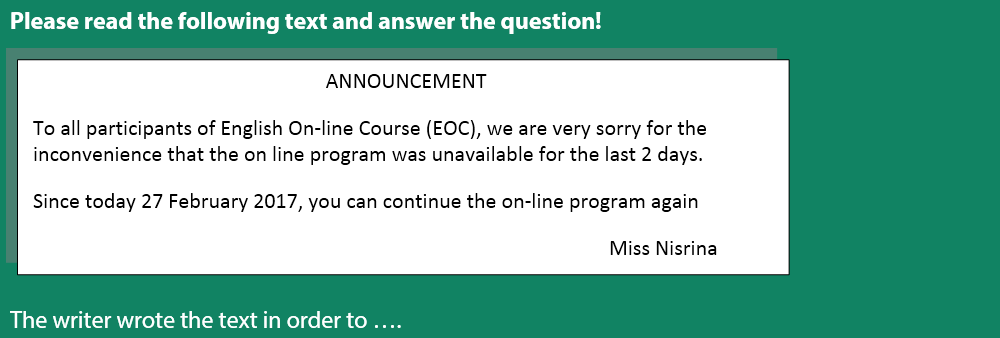 Please read the following text and answer the question!
ANNOUNCEMENT
To all participants of English On-line Course (EOC), we are very sorry for the
inconvenience that the on line program was unavailable for the last 2 days.
Since today 27 February 2017, you can continue the on-line program again
Miss Nisrina
The writer wrote the text in order to ….